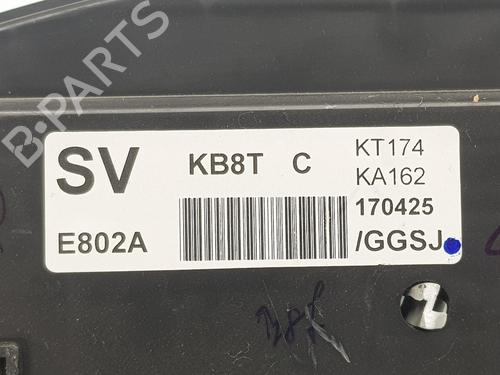 B-PARTS
SV KB8T C KT174
KA162
170425
E802A /GGSJ